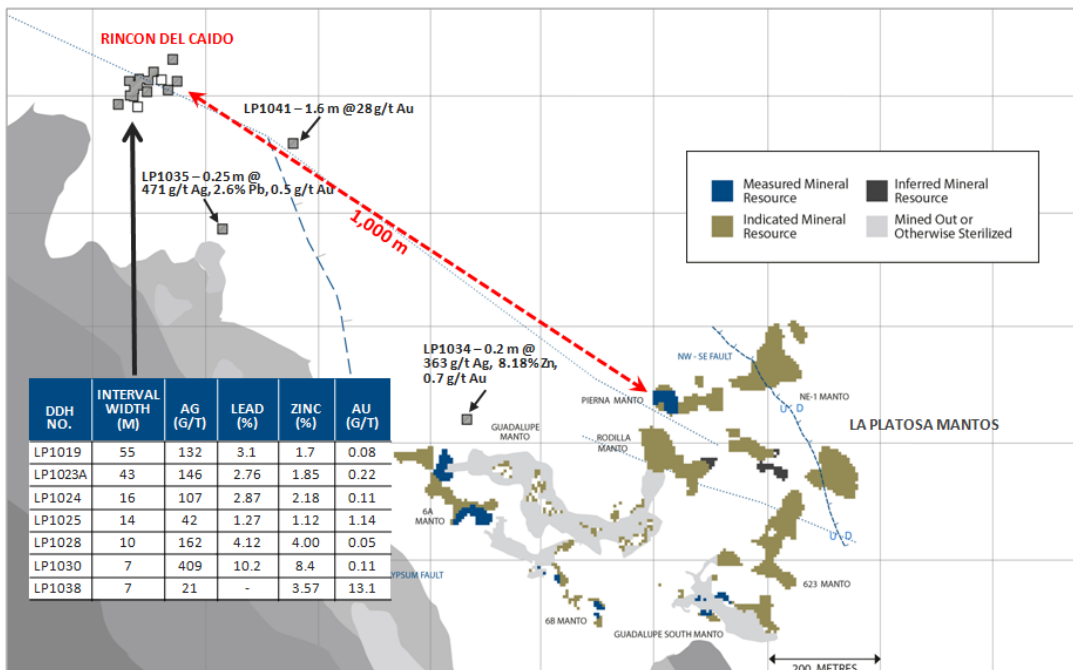 RINCON DEL CAIDO
LP1041 – 1.6 m @28 g/t Au
LP1035 – 0.25 m @
471 g/t Ag, 2.6% Pb, 0.5 g/t Au
1,000 m
Measured Mineral
Resource
Inferred Mineral
Resource
Indicated Mineral
Resource
Mined Out or
Otherwise Sterilized
LP1034 – 0.2 m @
363 g/t Ag, 8.18% Zn,
0.7 g/t Au
NW - SE FAULT
PIERNA MANTO
NE-1 MANTO
U D
LA PLATOSA MANTOS
GUADALUPE
MANTO
RODILLA
MANTO
6A
MANTO
U D
YPSUM FAULT
623 MANTO
6B MANTO
GUADALUPE SOUTH MANTO
200 METRES
DDH NO. INTERVAL WIDTH (M) AG (G/T) LEAD (%) ZINC (%) AU (G/T)
LP1019 55 132 3.1 1.7 0.08
LP1023A 43 146 2.76 1.85 0.22
LP1024 16 107 2.87 2.18 0.11
LP1025 14 42 1.27 1.12 1.14
LP1028 10 162 4.12 4.00 0.05
LP1030 7 409 10.2 8.4 0.11
LP1038 7 21 - 3.57 13.1